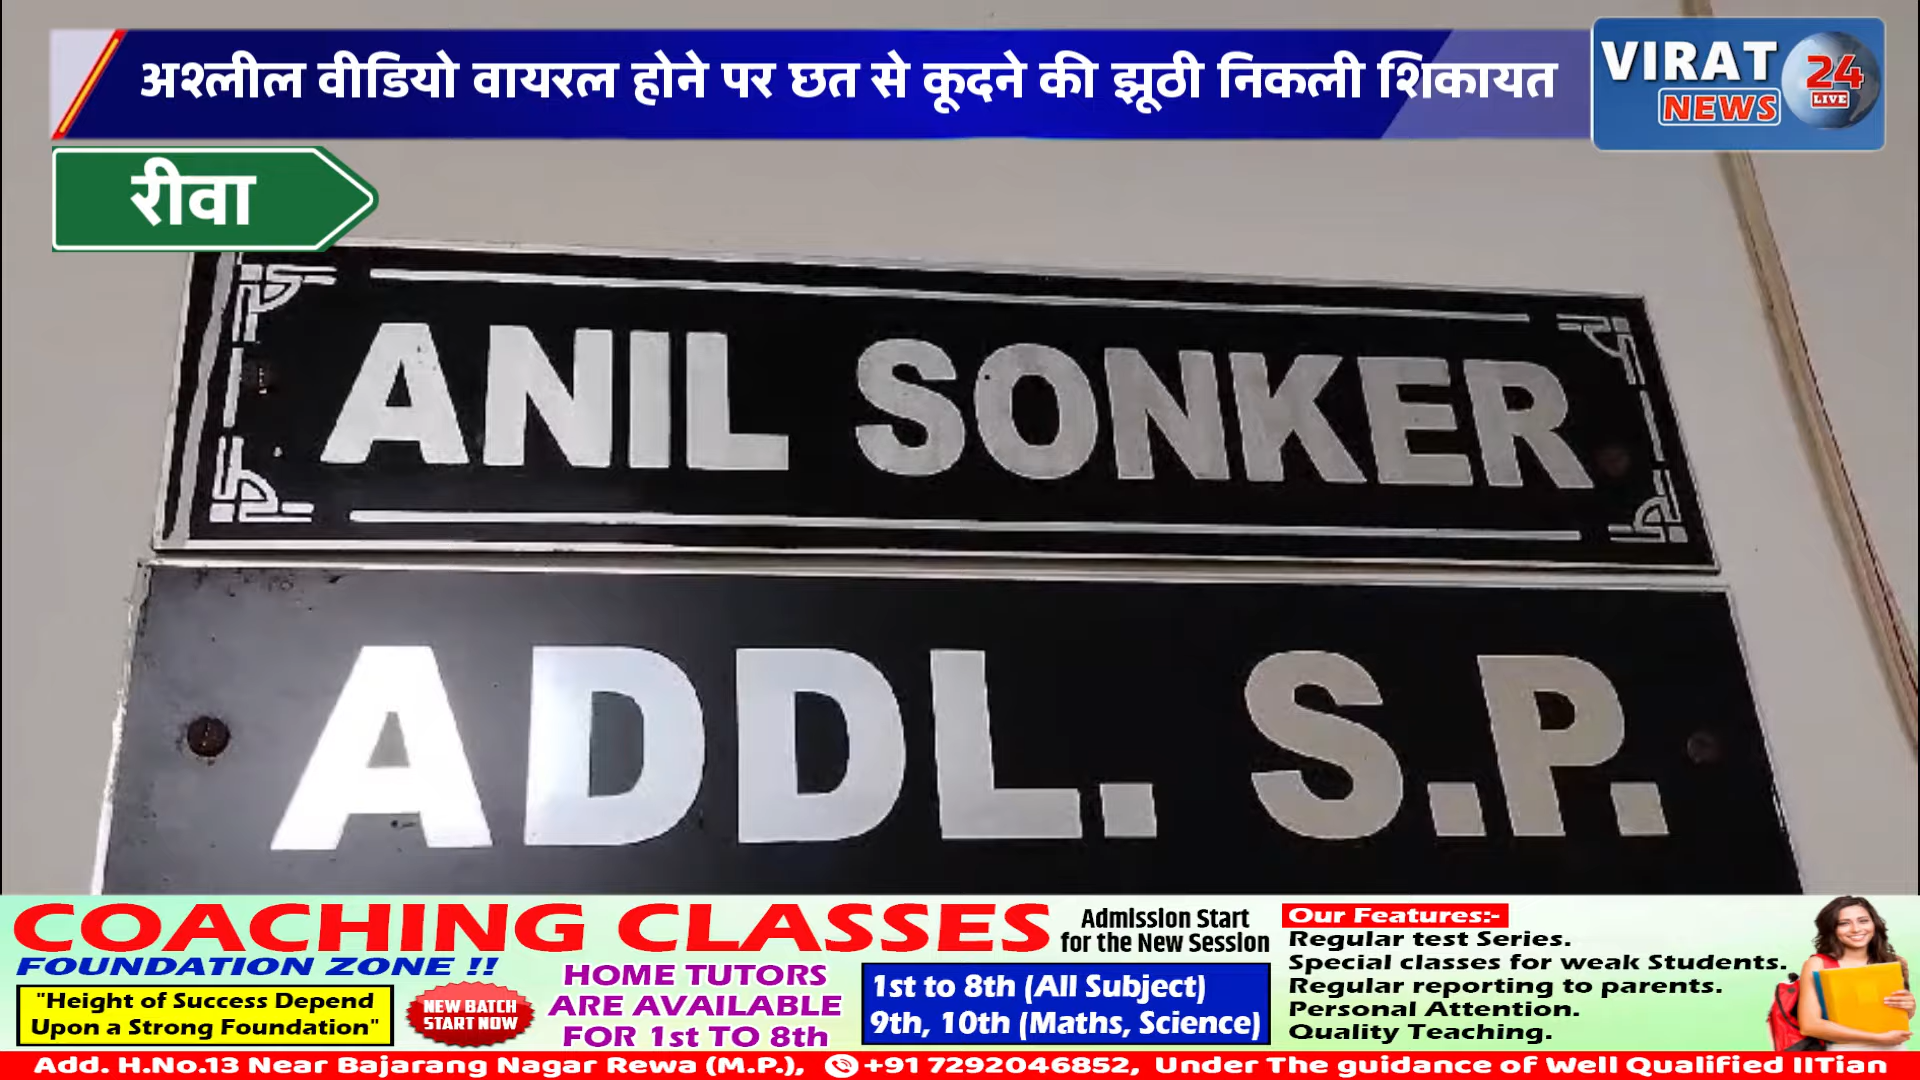 अश्लील वीडियो वायरल होने पर छत से कूदने की झूठी निकली शिकायत
VIRAT
NEWS
24
LIVE
रीवा
ANIL SONKER
ADDL. S.P.
COACHING CLASSES
FOUNDATION ZONE !!
"Height of Success Depend
Upon a Strong Foundation"
NEW BATCH
START NOW
HOME TUTORS
ARE AVAILABLE
FOR 1st TO 8th
Admission Start
for the New Session
1st to 8th (All Subject)
9th, 10th (Maths, Science)
Our Features:-
Regular test Series.
Special classes for weak Students.
Regular reporting to parents.
Personal Attention.
Quality Teaching.
Add. H.No.13 Near Bajarang Nagar Rewa (M.P.), +91 7292046852, Under The guidance of Well Qualified IITian